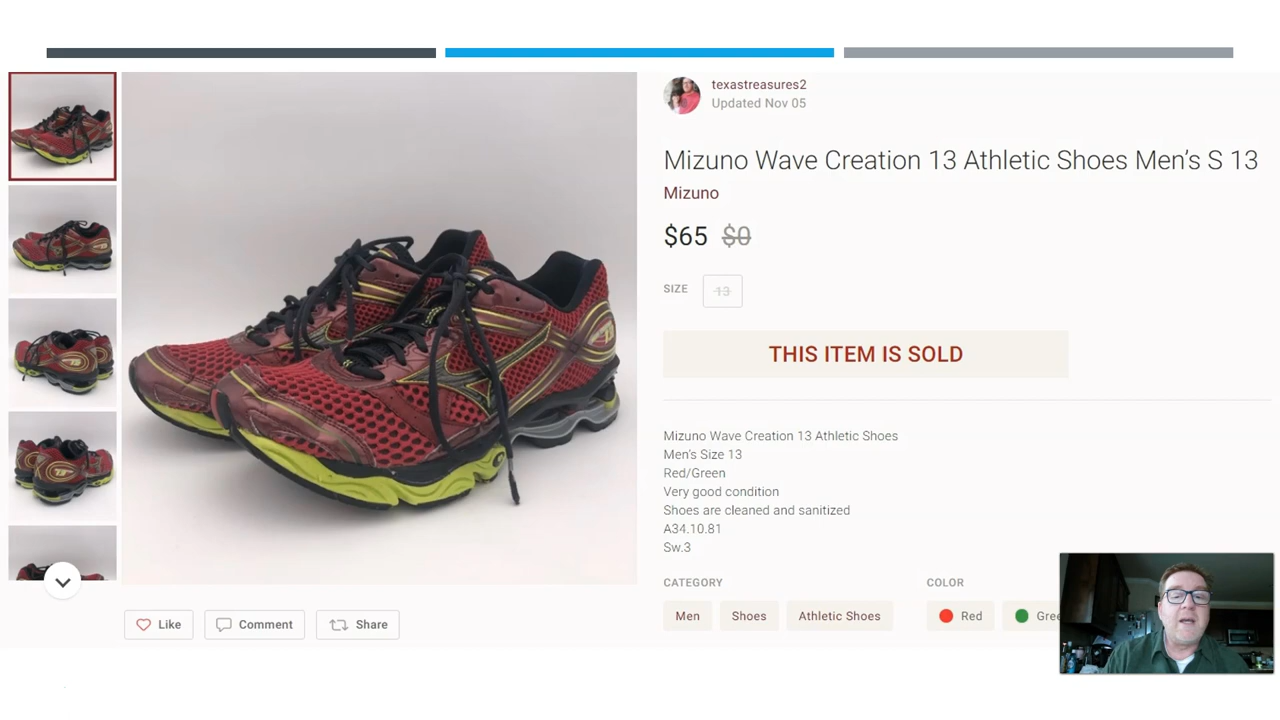 texastreasures2
Updated Nov 05
Mizuno Wave Creation 13 Athletic Shoes Men's S 13
Mizuno
$65 $0
SIZE 13
THIS ITEM IS SOLD
Mizuno Wave Creation 13 Athletic Shoes
Men's Size 13
Red/Green
Very good condition
Shoes are cleaned and sanitized
A34.10.81
Sw.3
CATEGORY COLOR
Men Shoes Athletic Shoes Red Gree
Like Comment Share